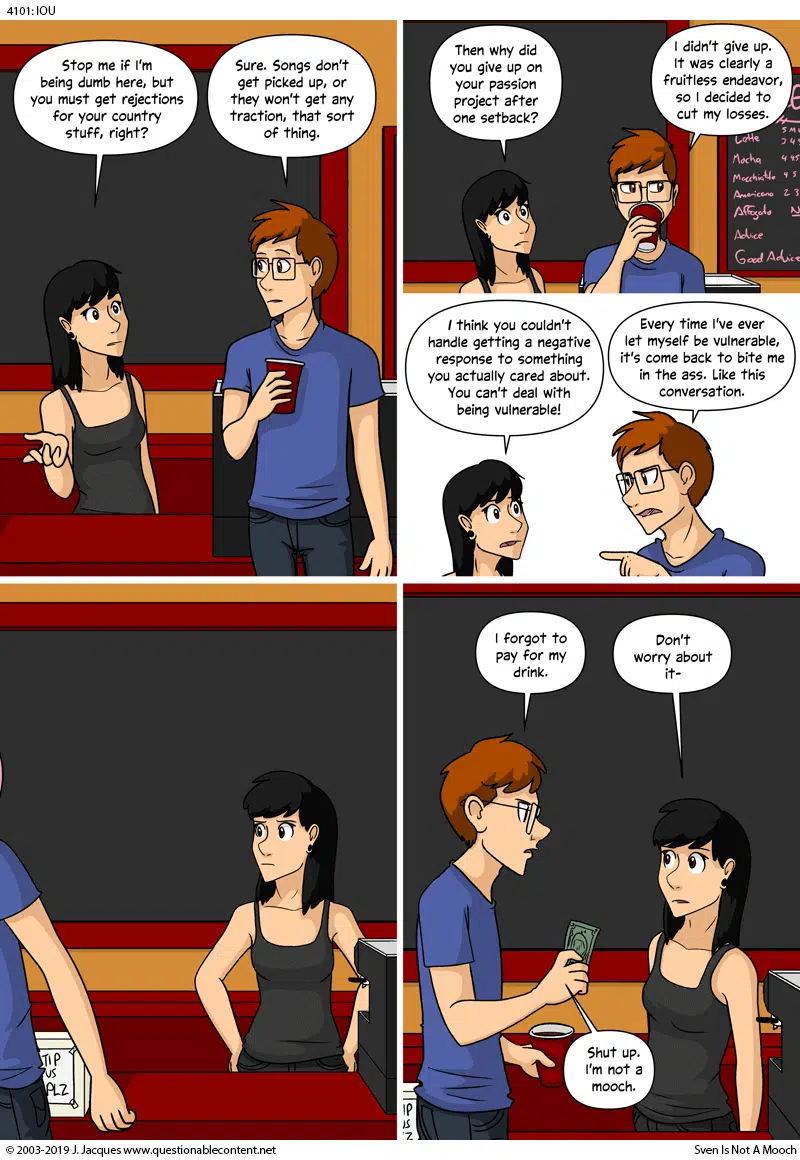 4101: IOU
Stop me if I'm
being dumb here, but
you must get rejections
for your country
stuff, right?
Sure. Songs don't
get picked up, or
they won't get any
traction, that sort
of thing.
Then why did
you give up on
your passion
project after
one setback?
I didn't give up.
It was clearly a
fruitless endeavor,
so I decided to
cut my losses.
Latte
Mocha
Macchiato
Americano 2 3
Affogato
Advice
Good Advice
I think you couldn't
handle getting a negative
response to something
you actually cared about.
You can't deal with
being vulnerable!
Every time I've ever
let myself be vulnerable,
it's come back to bite me
in the ass. Like this
conversation.
TIP
US
PLZ
I forgot to
pay for my
drink.
Don't
worry about
it-
Shut up.
I'm not a
mooch.
© 2003-2019 J. Jacques www.questionablecontent.net
Sven Is Not A Mooch